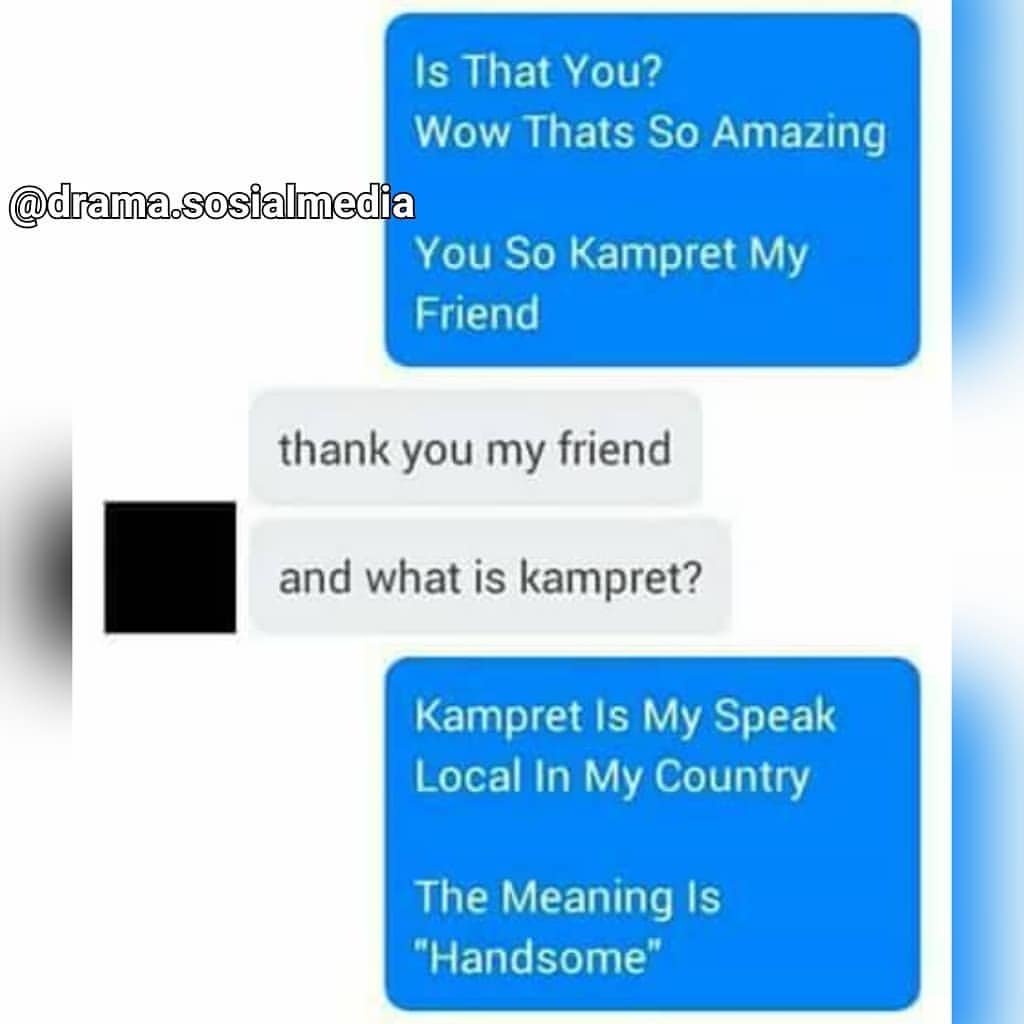 Is That You?
Wow Thats So Amazing
@drama.sosialmedia
You So Kampret My
Friend
thank you my friend
and what is kampret?
Kampret Is My Speak
Local In My Country
The Meaning Is
"Handsome"